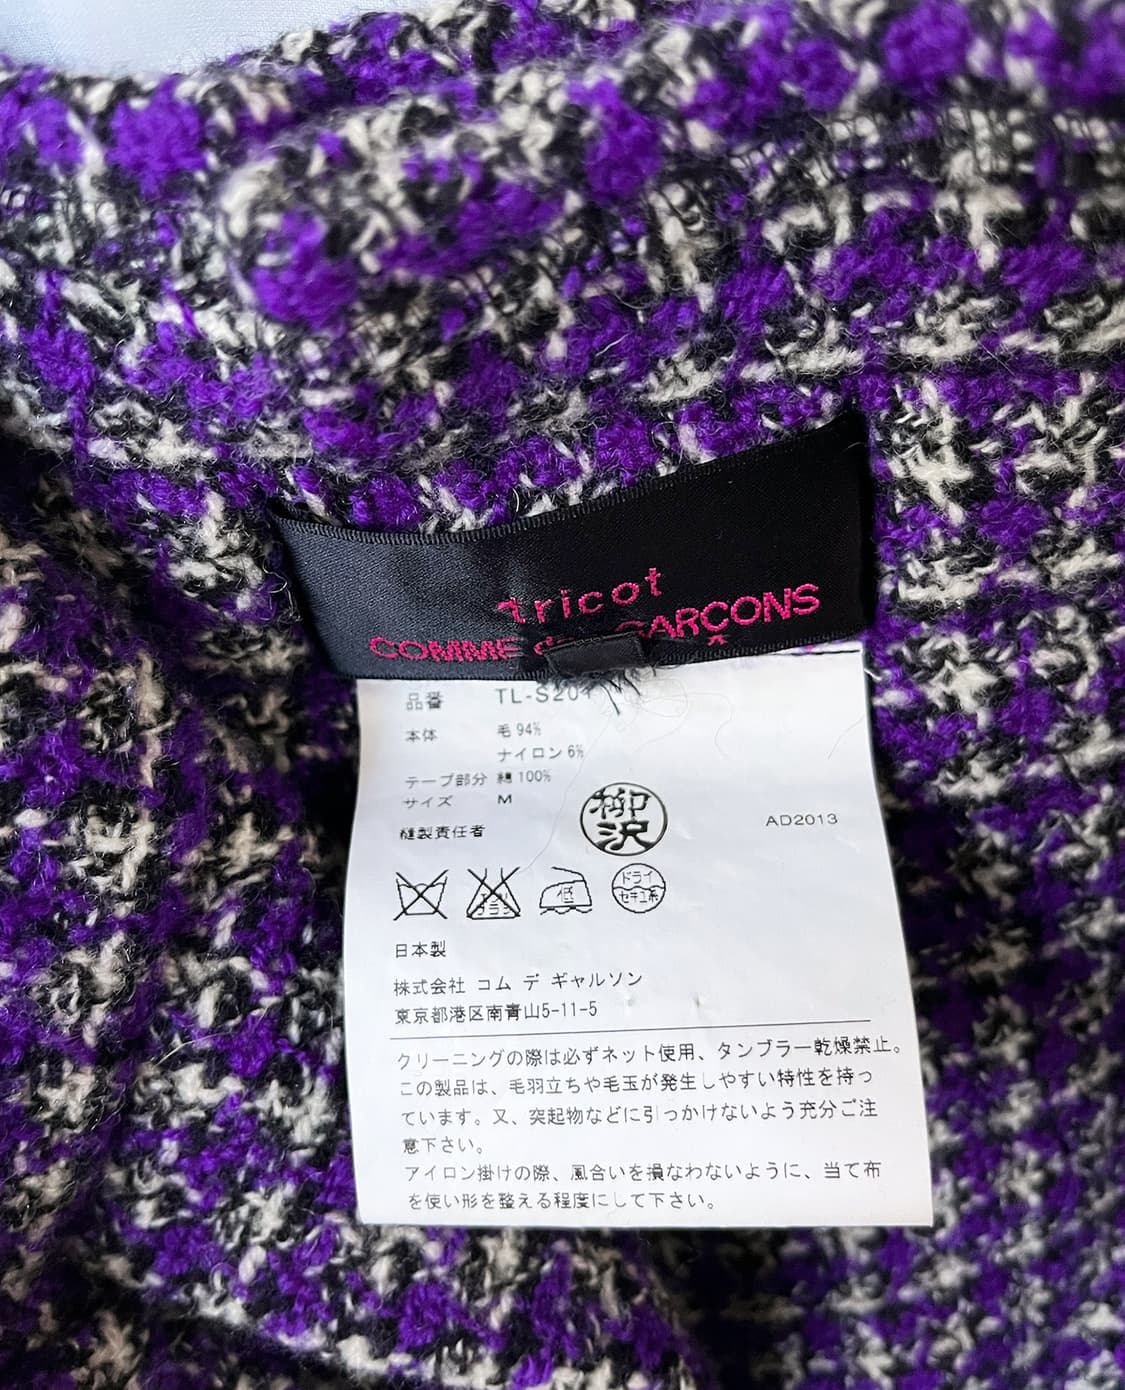 tricot
COMME des GARÇONS
品番 TL-S20
本体 毛 94%
ナイロン 6%
テープ部分 綿 100%
サイズ M
縫製責任者 柳沢 AD2013
低 ドライ セキユ系
日本製
株式会社 コム デ ギャルソン
東京都港区南青山5-11-5
クリーニングの際は必ずネット使用、タンブラー乾燥禁止。
この製品は、毛羽立ちや毛玉が発生しやすい特性を持っ
ています。又、突起物などに引っかけないよう充分ご注
意下さい。
アイロン掛けの際、風合いを損なわないように、当て布
を使い形を整える程度にして下さい。